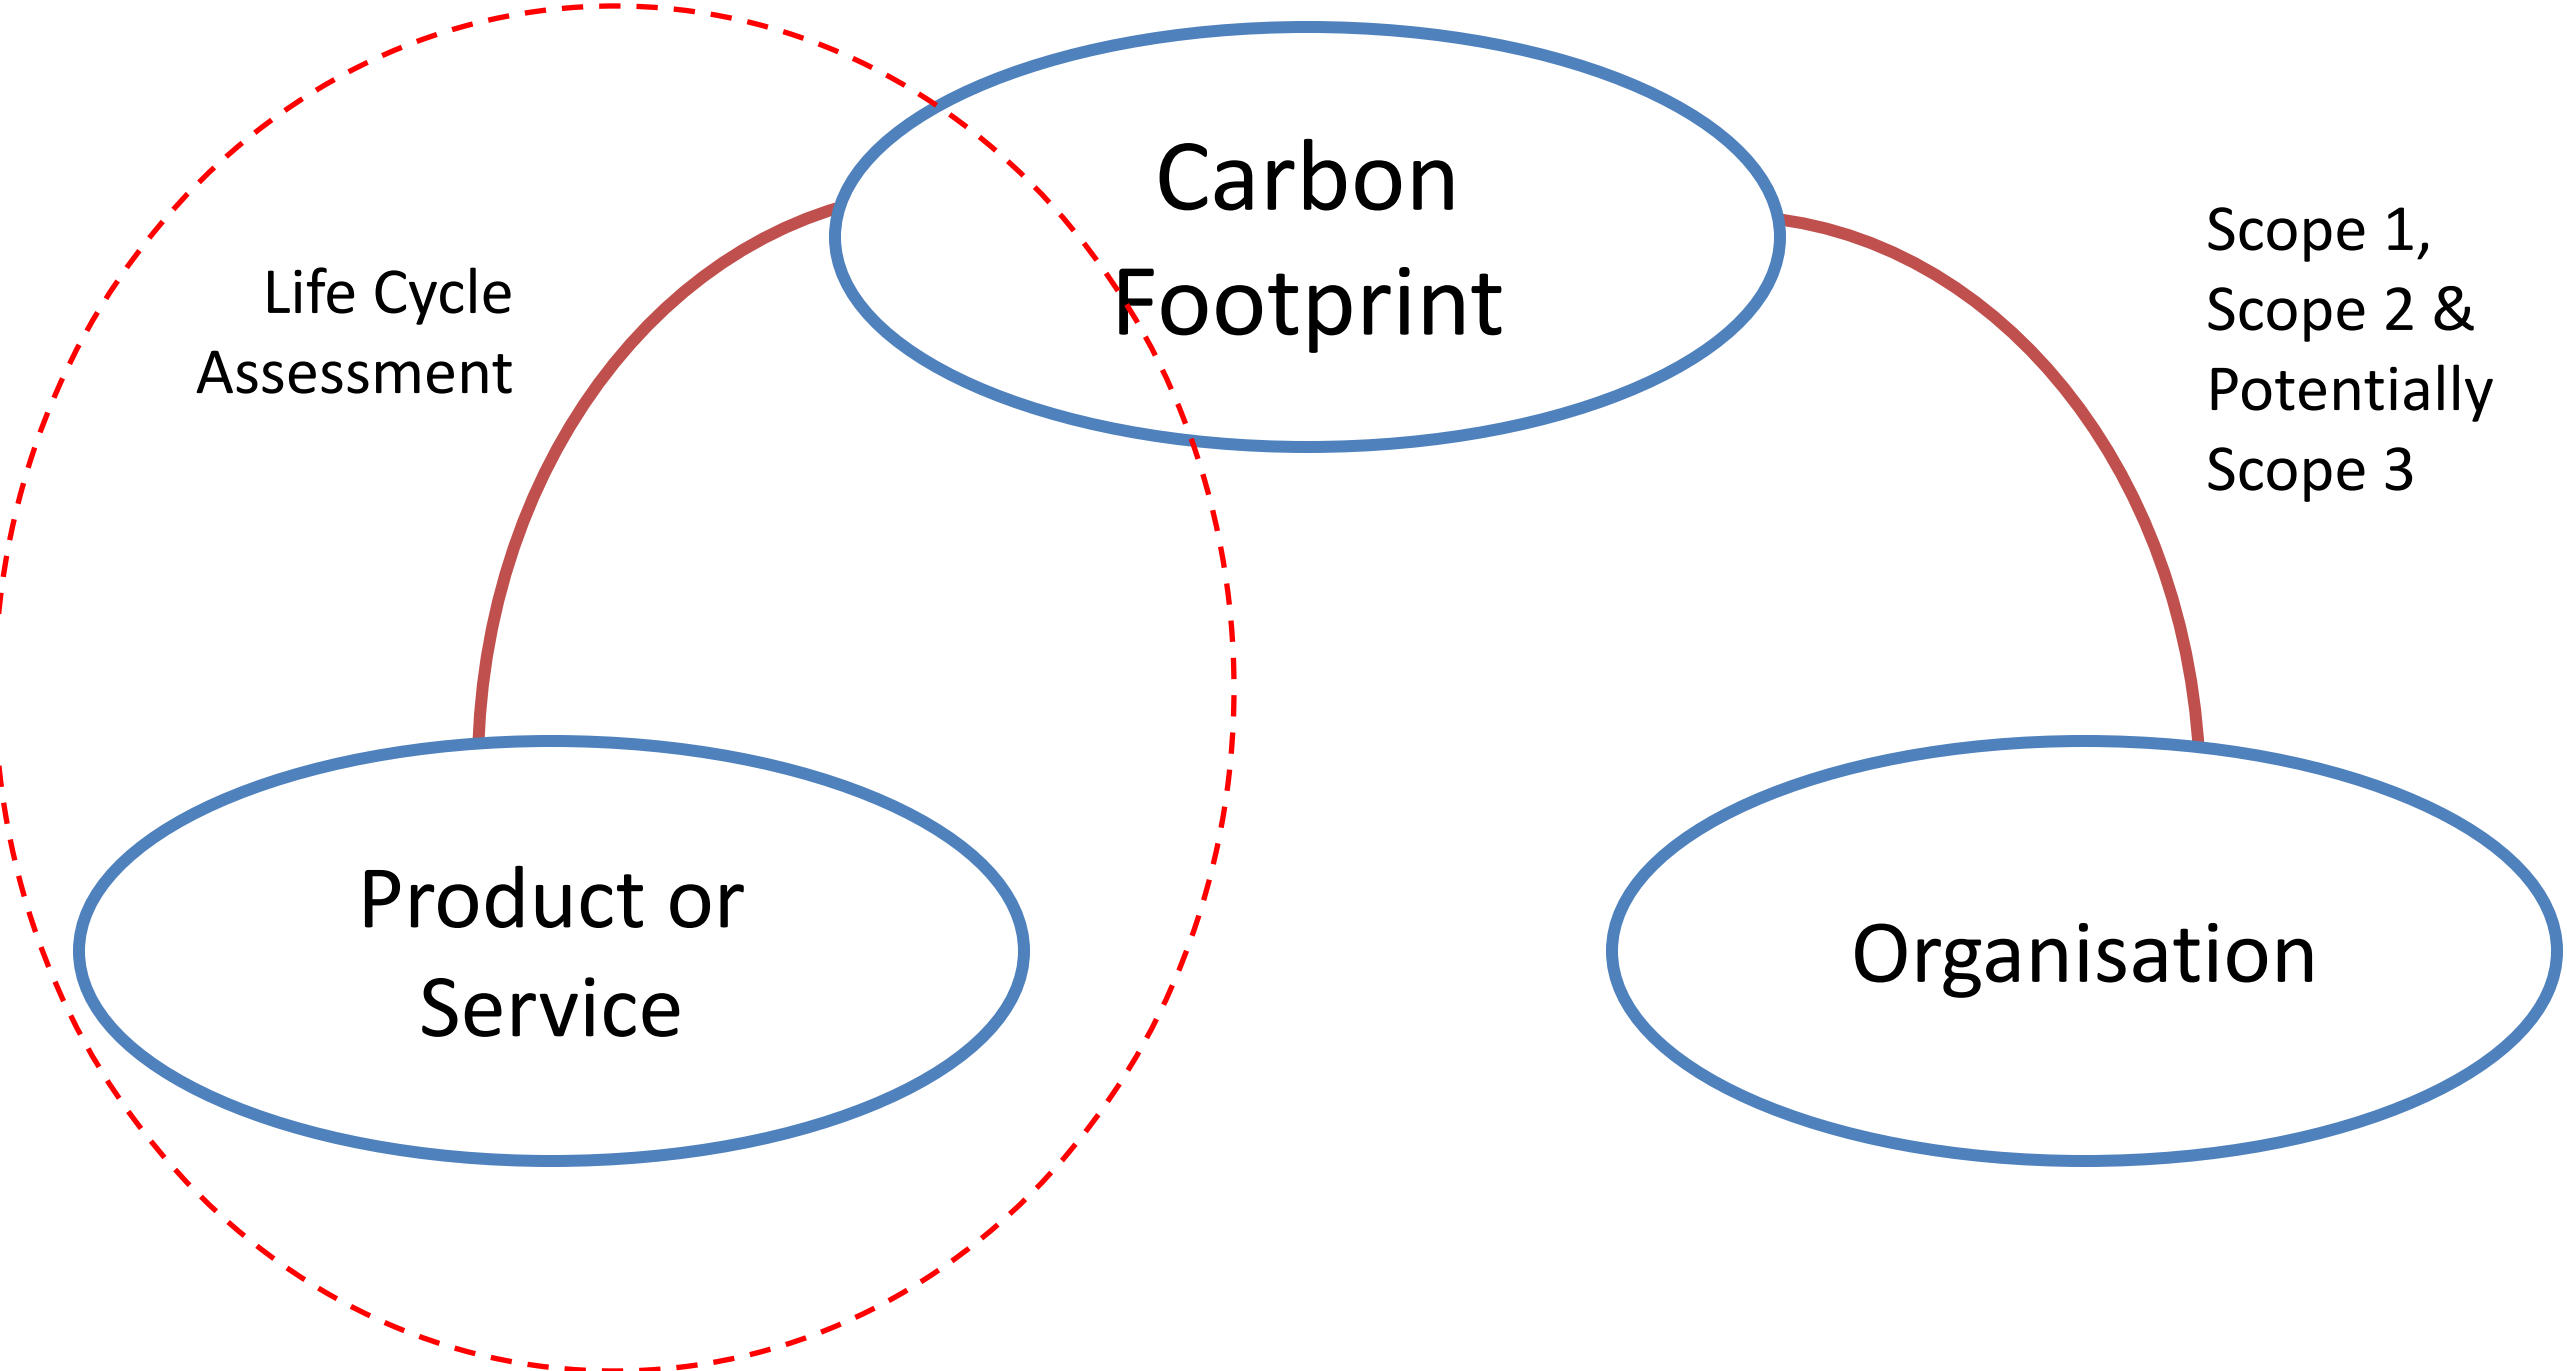 Carbon
Footprint
Life Cycle
Assessment
Scope 1,
Scope 2 &
Potentially
Scope 3
Product or
Service
Organisation